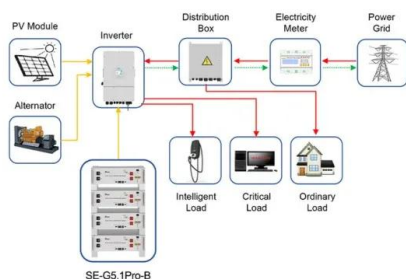 PV Module
Inverter
Distribution
Box
Electricity
Meter
Power
Grid
Alternator
Intelligent
Load
Critical
Load
Ordinary
Load
SE-G5.1Pro-B